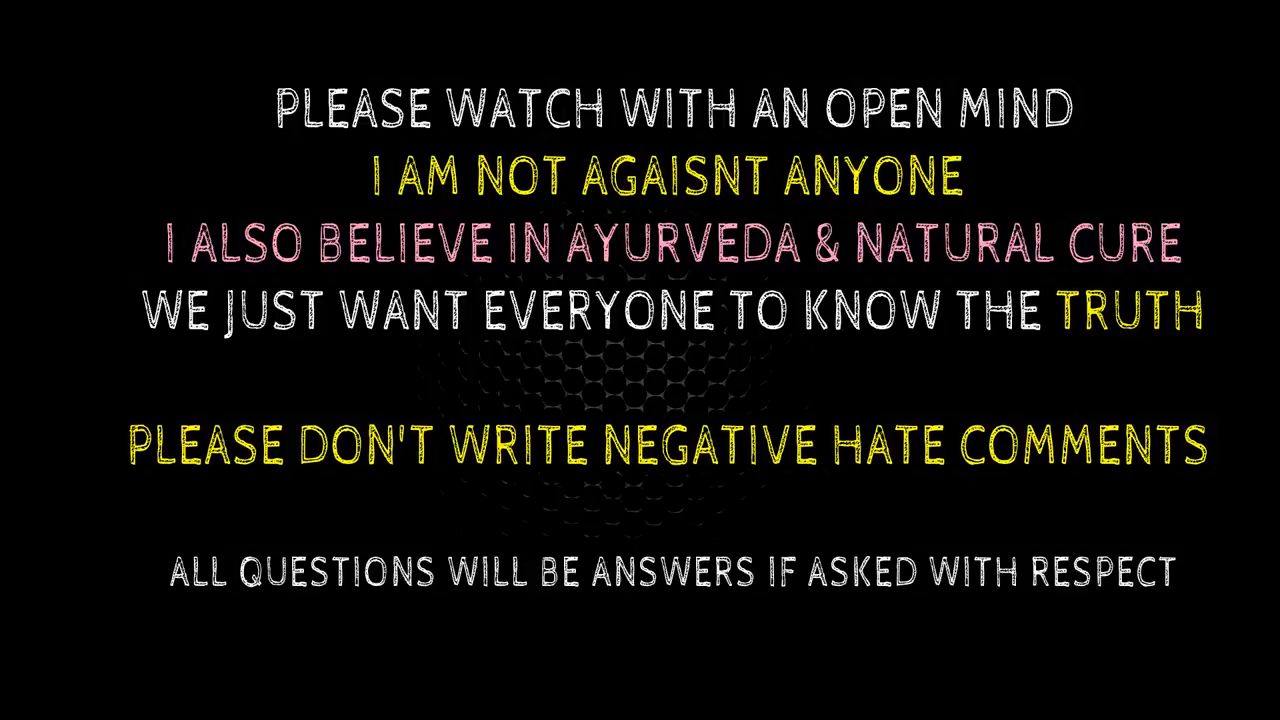 PLEASE WATCH WITH AN OPEN MIND
I AM NOT AGAISNT ANYONE
I ALSO BELIEVE IN AYURVEDA & NATURAL CURE
WE JUST WANT EVERYONE TO KNOW THE TRUTH
PLEASE DON'T WRITE NEGATIVE HATE COMMENTS
ALL QUESTIONS WILL BE ANSWERS IF ASKED WITH RESPECT